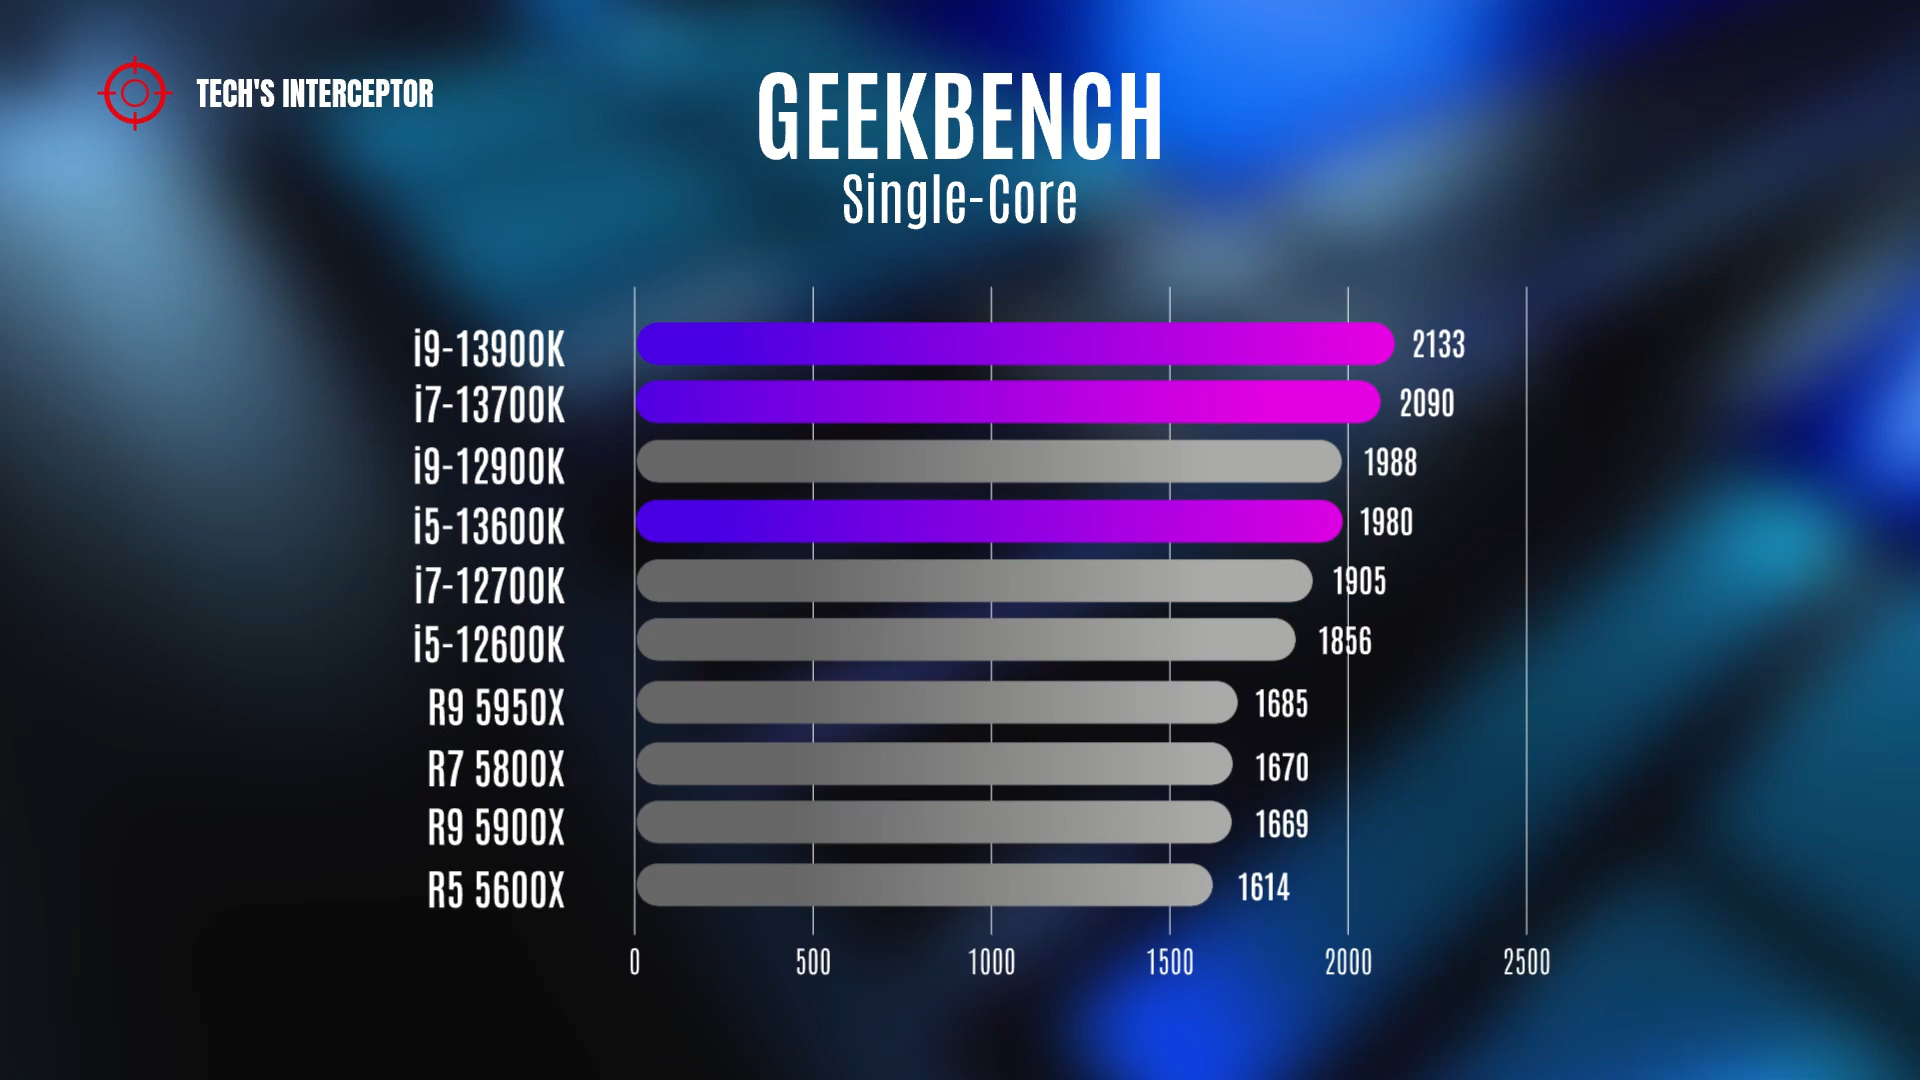 TECH'S INTERCEPTOR
GEEKBENCH
Single-Core
i9-13900K 2133
i7-13700K 2090
i9-12900K 1988
i5-13600K 1980
i7-12700K 1905
i5-12600K 1856
R9 5950X 1685
R7 5800X 1670
R9 5900X 1669
R5 5600X 1614
0 500 1000 1500 2000 2500